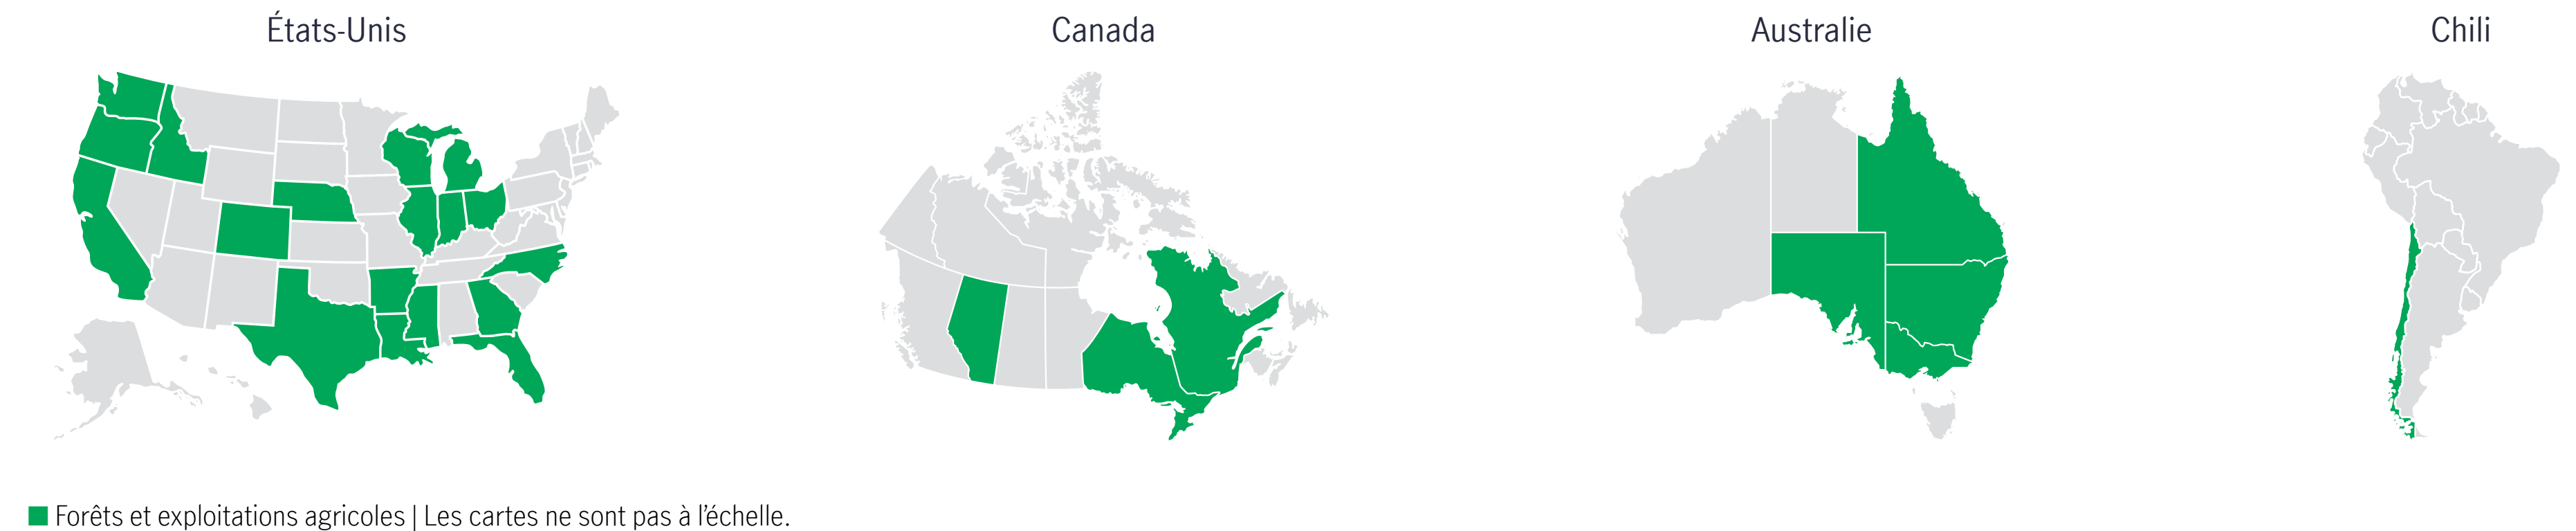 États-Unis
Canada
Australie
Chili
Forêts et exploitations agricoles | Les cartes ne sont pas à l’échelle.